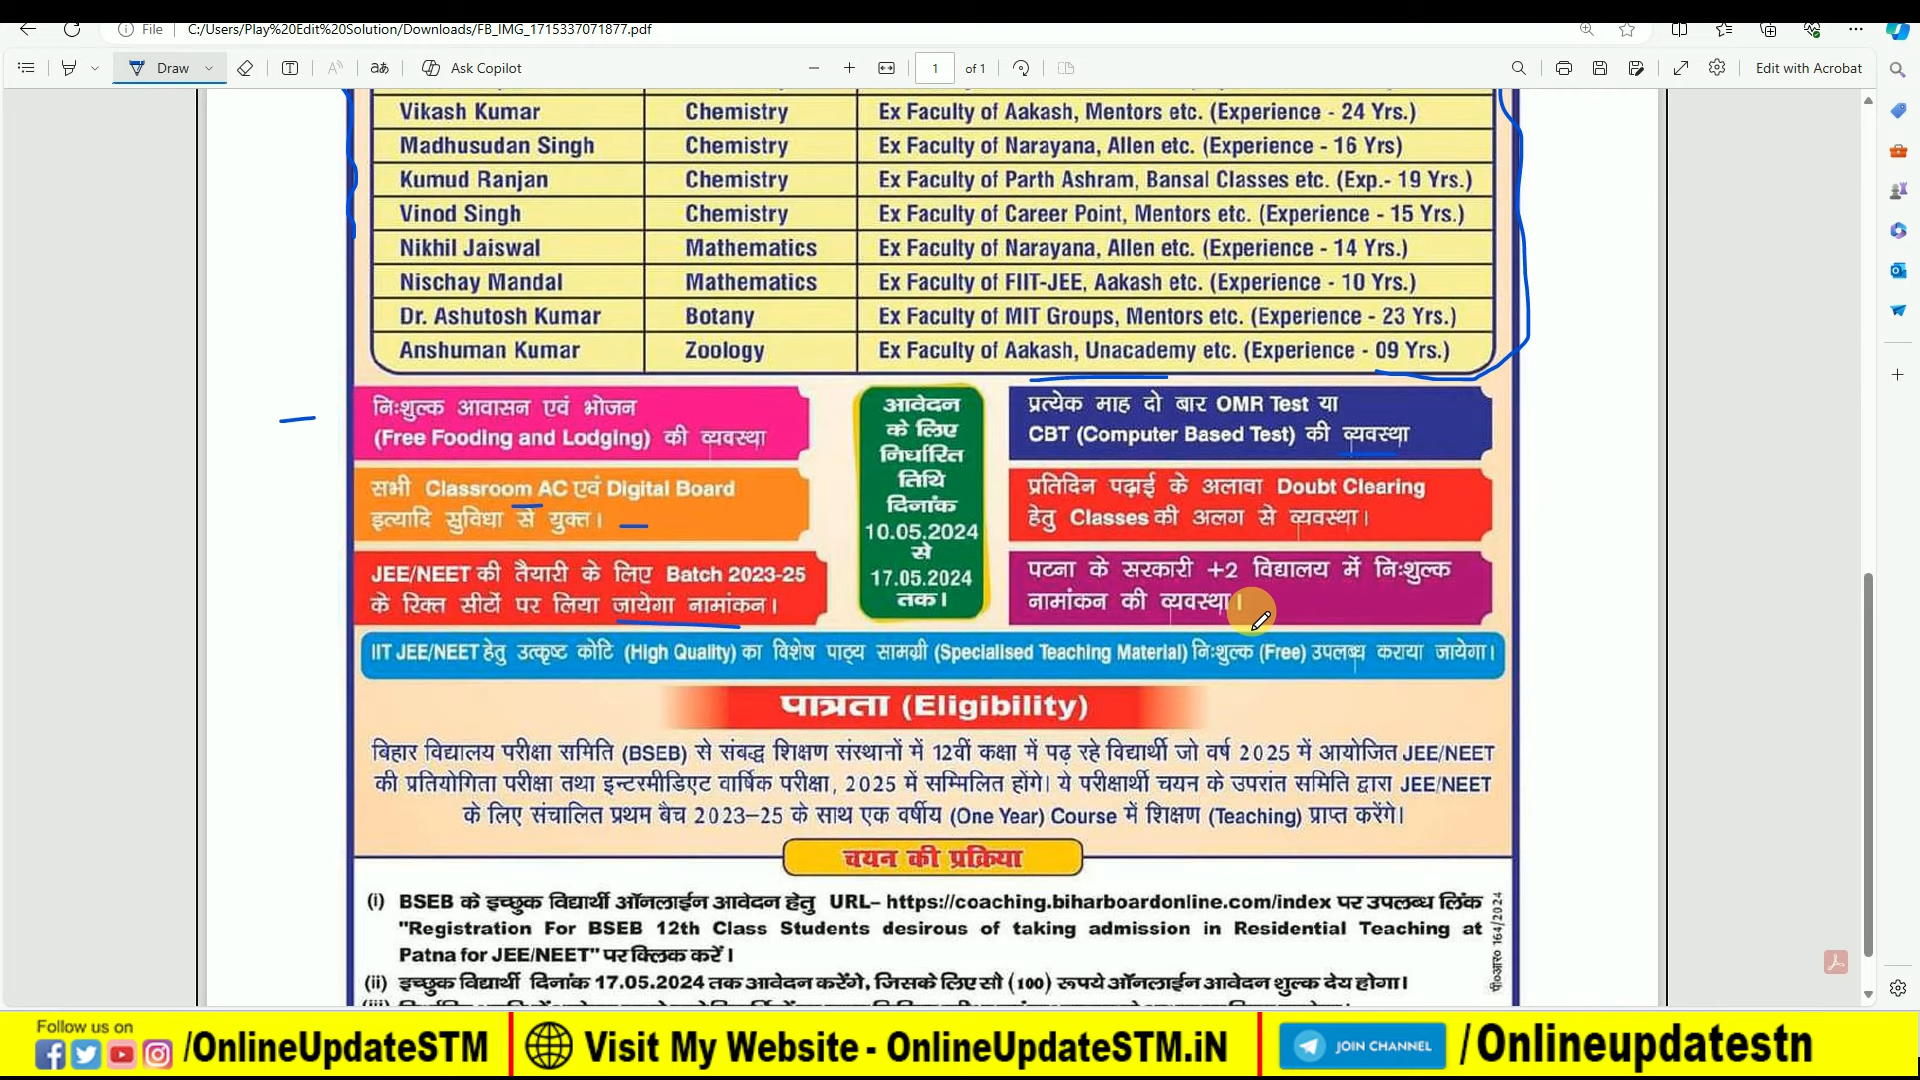 File C:/Users/Play%20Edit%20Solution/Downloads/FB_IMG_1715337071877.pdf
Draw aあ Ask Copilot 1 of 1 Edit with Acrobat
Vikash Kumar Chemistry Ex Faculty of Aakash, Mentors etc. (Experience - 24 Yrs.)
Madhusudan Singh Chemistry Ex Faculty of Narayana, Allen etc. (Experience - 16 Yrs)
Kumud Ranjan Chemistry Ex Faculty of Parth Ashram, Bansal Classes etc. (Exp.- 19 Yrs.)
Vinod Singh Chemistry Ex Faculty of Career Point, Mentors etc. (Experience - 15 Yrs.)
Nikhil Jaiswal Mathematics Ex Faculty of Narayana, Allen etc. (Experience - 14 Yrs.)
Nischay Mandal Mathematics Ex Faculty of FIIT-JEE, Aakash etc. (Experience - 10 Yrs.)
Dr. Ashutosh Kumar Botany Ex Faculty of MIT Groups, Mentors etc. (Experience - 23 Yrs.)
Anshuman Kumar Zoology Ex Faculty of Aakash, Unacademy etc. (Experience - 09 Yrs.)
निःशुल्क आवासन एवं भोजन
(Free Fooding and Lodging) की व्यवस्था
सभी Classroom AC एवं Digital Board
इत्यादि सुविधा से युक्त।
JEE/NEET की तैयारी के लिए Batch 2023-25
के रिक्त सीटों पर लिया जायेगा नामांकन।
आवेदन
के लिए
निर्धारित
तिथि
दिनांक
10.05.2024
से
17.05.2024
तक।
प्रत्येक माह दो बार OMR Test या
CBT (Computer Based Test) की व्यवस्था
प्रतिदिन पढ़ाई के अलावा Doubt Clearing
हेतु Classes की अलग से व्यवस्था।
पटना के सरकारी +2 विद्यालय में निःशुल्क
नामांकन की व्यवस्था।
IIT JEE/NEET हेतु उत्कृष्ट कोटि (High Quality) का विशेष पाठ्य सामग्री (Specialised Teaching Material) निःशुल्क (Free) उपलब्ध कराया जायेगा।
पात्रता (Eligibility)
बिहार विद्यालय परीक्षा समिति (BSEB) से संबद्ध शिक्षण संस्थानों में 12वीं कक्षा में पढ़ रहे विद्यार्थी जो वर्ष 2025 में आयोजित JEE/NEET
की प्रतियोगिता परीक्षा तथा इन्टरमीडिएट वार्षिक परीक्षा, 2025 में सम्मिलित होंगे। ये परीक्षार्थी चयन के उपरांत समिति द्वारा JEE/NEET
के लिए संचालित प्रथम बैच 2023–25 के साथ एक वर्षीय (One Year) Course में शिक्षण (Teaching) प्राप्त करेंगे।
चयन की प्रक्रिया
(i) BSEB के इच्छुक विद्यार्थी ऑनलाईन आवेदन हेतु URL– https://coaching.biharboardonline.com/index पर उपलब्ध लिंक
"Registration For BSEB 12th Class Students desirous of taking admission in Residential Teaching at
Patna for JEE/NEET" पर क्लिक करें।
(ii) इच्छुक विद्यार्थी दिनांक 17.05.2024 तक आवेदन करेंगे, जिसके लिए सौ (100) रूपये ऑनलाईन आवेदन शुल्क देय होगा।
पी०आर० 164/2024
Follow us on
/OnlineUpdateSTM
Visit My Website - OnlineUpdateSTM.iN
JOIN CHANNEL
/Onlineupdatestn